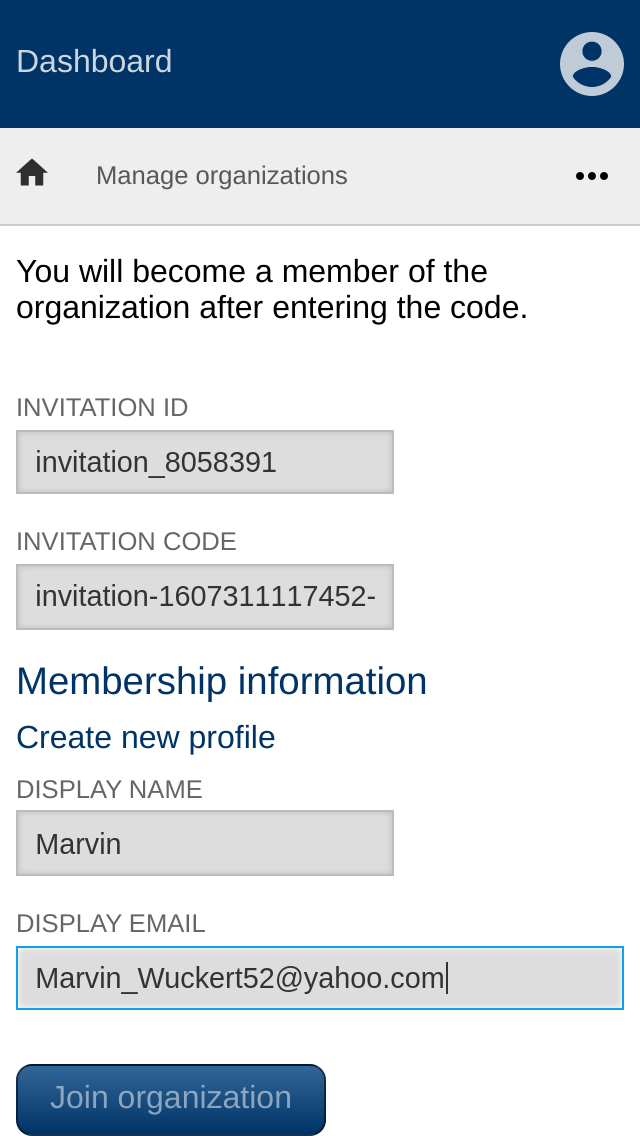 Dashboard
Manage organizations
You will become a member of the
organization after entering the code.
INVITATION ID
invitation_8058391
INVITATION CODE
invitation-1607311117452-
Membership information
Create new profile
DISPLAY NAME
Marvin
DISPLAY EMAIL
Marvin_Wuckert52@yahoo.com
Join organization